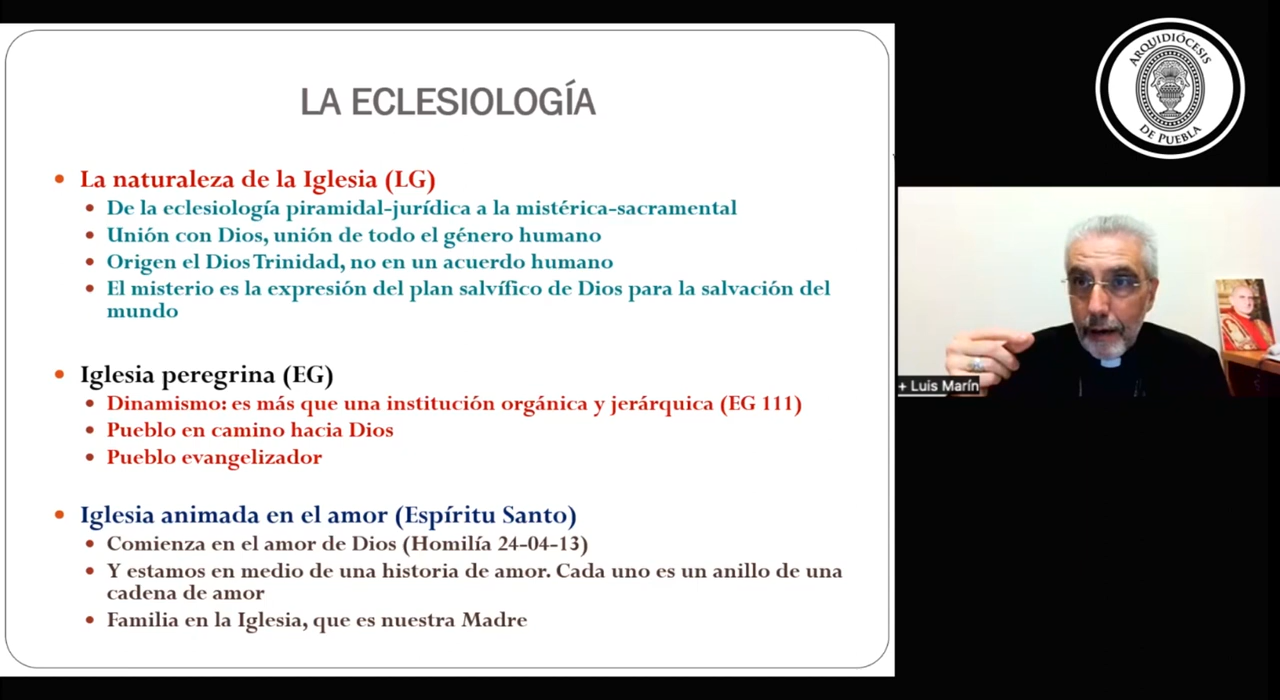 LA ECLESIOLOGÍA
La naturaleza de la Iglesia (LG)
De la eclesiología piramidal-jurídica a la mistérica-sacramental
Unión con Dios, unión de todo el género humano
Origen el Dios Trinidad, no en un acuerdo humano
El misterio es la expresión del plan salvífico de Dios para la salvación del
mundo
Iglesia peregrina (EG)
Dinamismo: es más que una institución orgánica y jerárquica (EG 111)
Pueblo en camino hacia Dios
Pueblo evangelizador
Iglesia animada en el amor (Espíritu Santo)
Comienza en el amor de Dios (Homilía 24-04-13)
Y estamos en medio de una historia de amor. Cada uno es un anillo de una
cadena de amor
Familia en la Iglesia, que es nuestra Madre
ARQUIDIÓCESIS
DE PUEBLA
+ Luis Marín